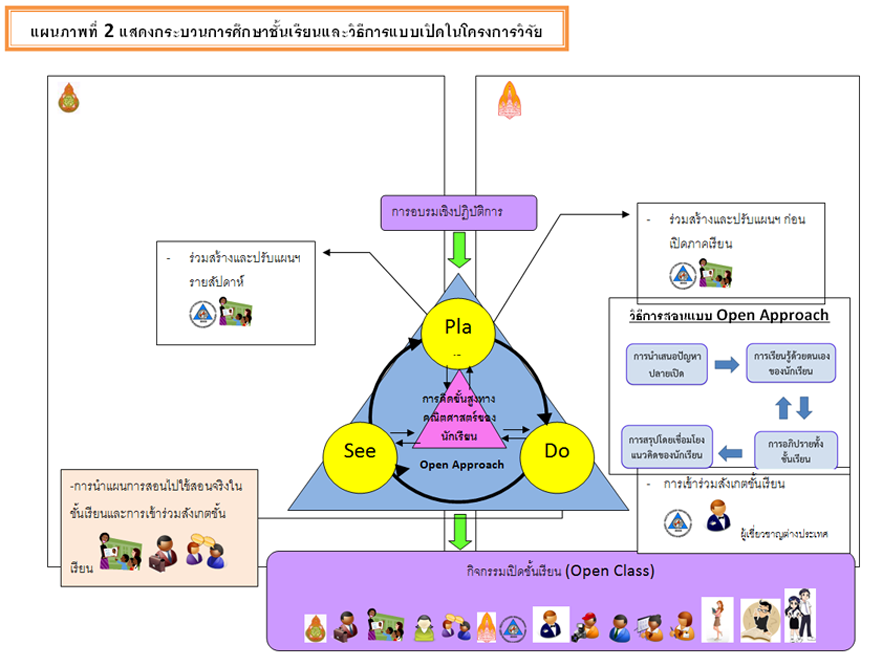 แผนภาพที่ 2 แสดงกระบวนการศึกษาชั้นเรียนและวิธีการแบบเปิดในโครงการวิจัย
การอบรมเชิงปฏิบัติการ
- ร่วมสร้างและปรับแผนฯ ก่อน
เปิดภาคเรียน
- ร่วมสร้างและปรับแผนฯ
รายสัปดาห์
วิธีการสอนแบบ Open Approach
การนำเสนอปัญหา
ปลายเปิด
การเรียนรู้ด้วยตนเอง
ของนักเรียน
การสรุปโดยเชื่อมโยง
แนวคิดของนักเรียน
การอภิปรายทั้ง
ชั้นเรียน
Pla
การคิดขั้นสูงทาง
คณิตศาสตร์ของ
นักเรียน
See
Do
Open Approach
-การนำแผนการสอนไปใช้สอนจริงใน
ชั้นเรียนและการเข้าร่วมสังเกตชั้น
เรียน
- การเข้าร่วมสังเกตชั้นเรียน
ผู้เชี่ยวชาญต่างประเทศ
กิจกรรมเปิดชั้นเรียน (Open Class)